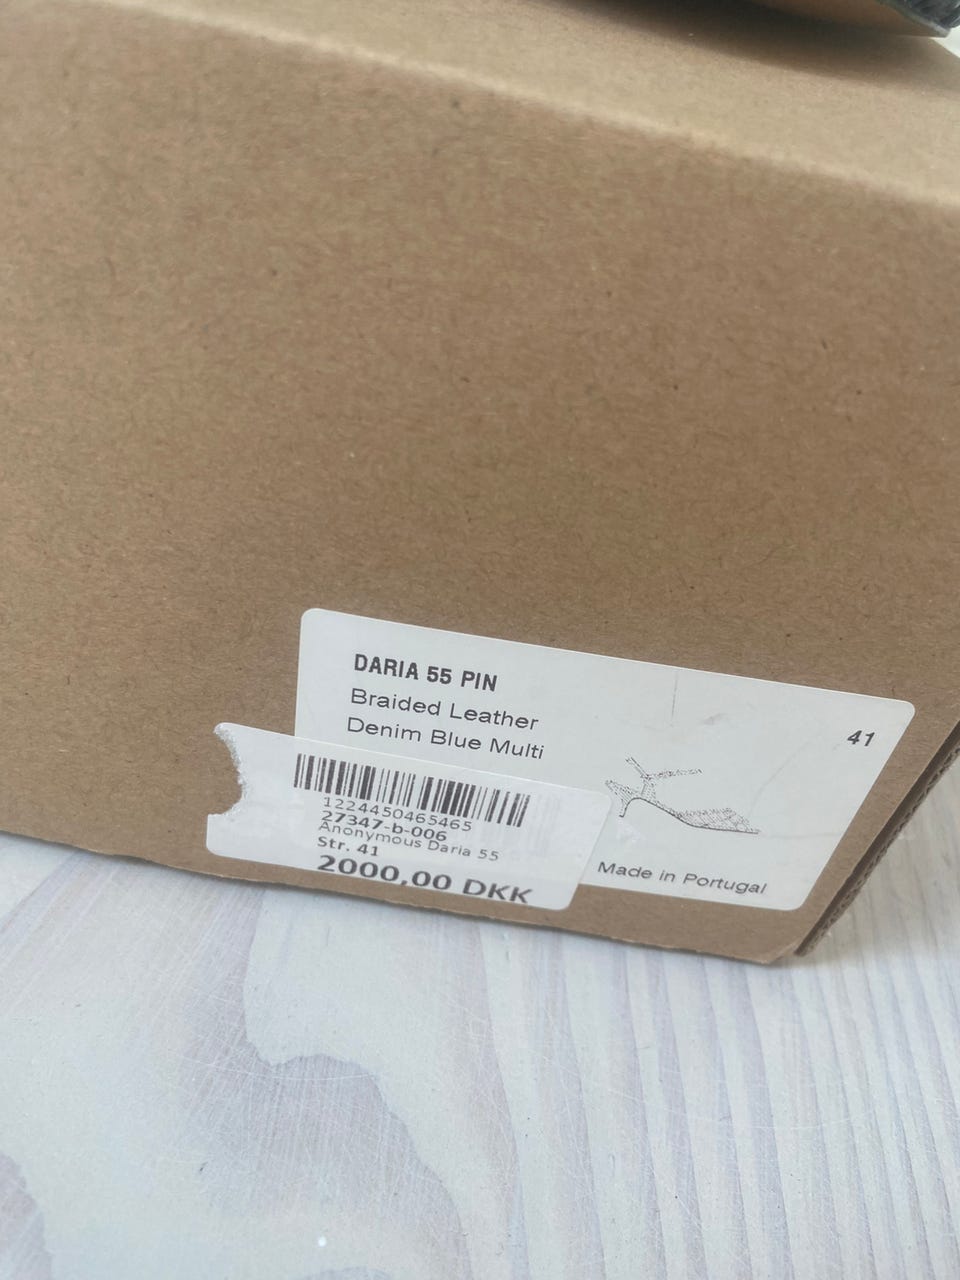 DARIA 55 PIN
Braided Leather
Denim Blue Multi
41
1224450465465
27347-b-006
Anonymous Daria 55
Str. 41
2000,00 DKK
Made in Portugal